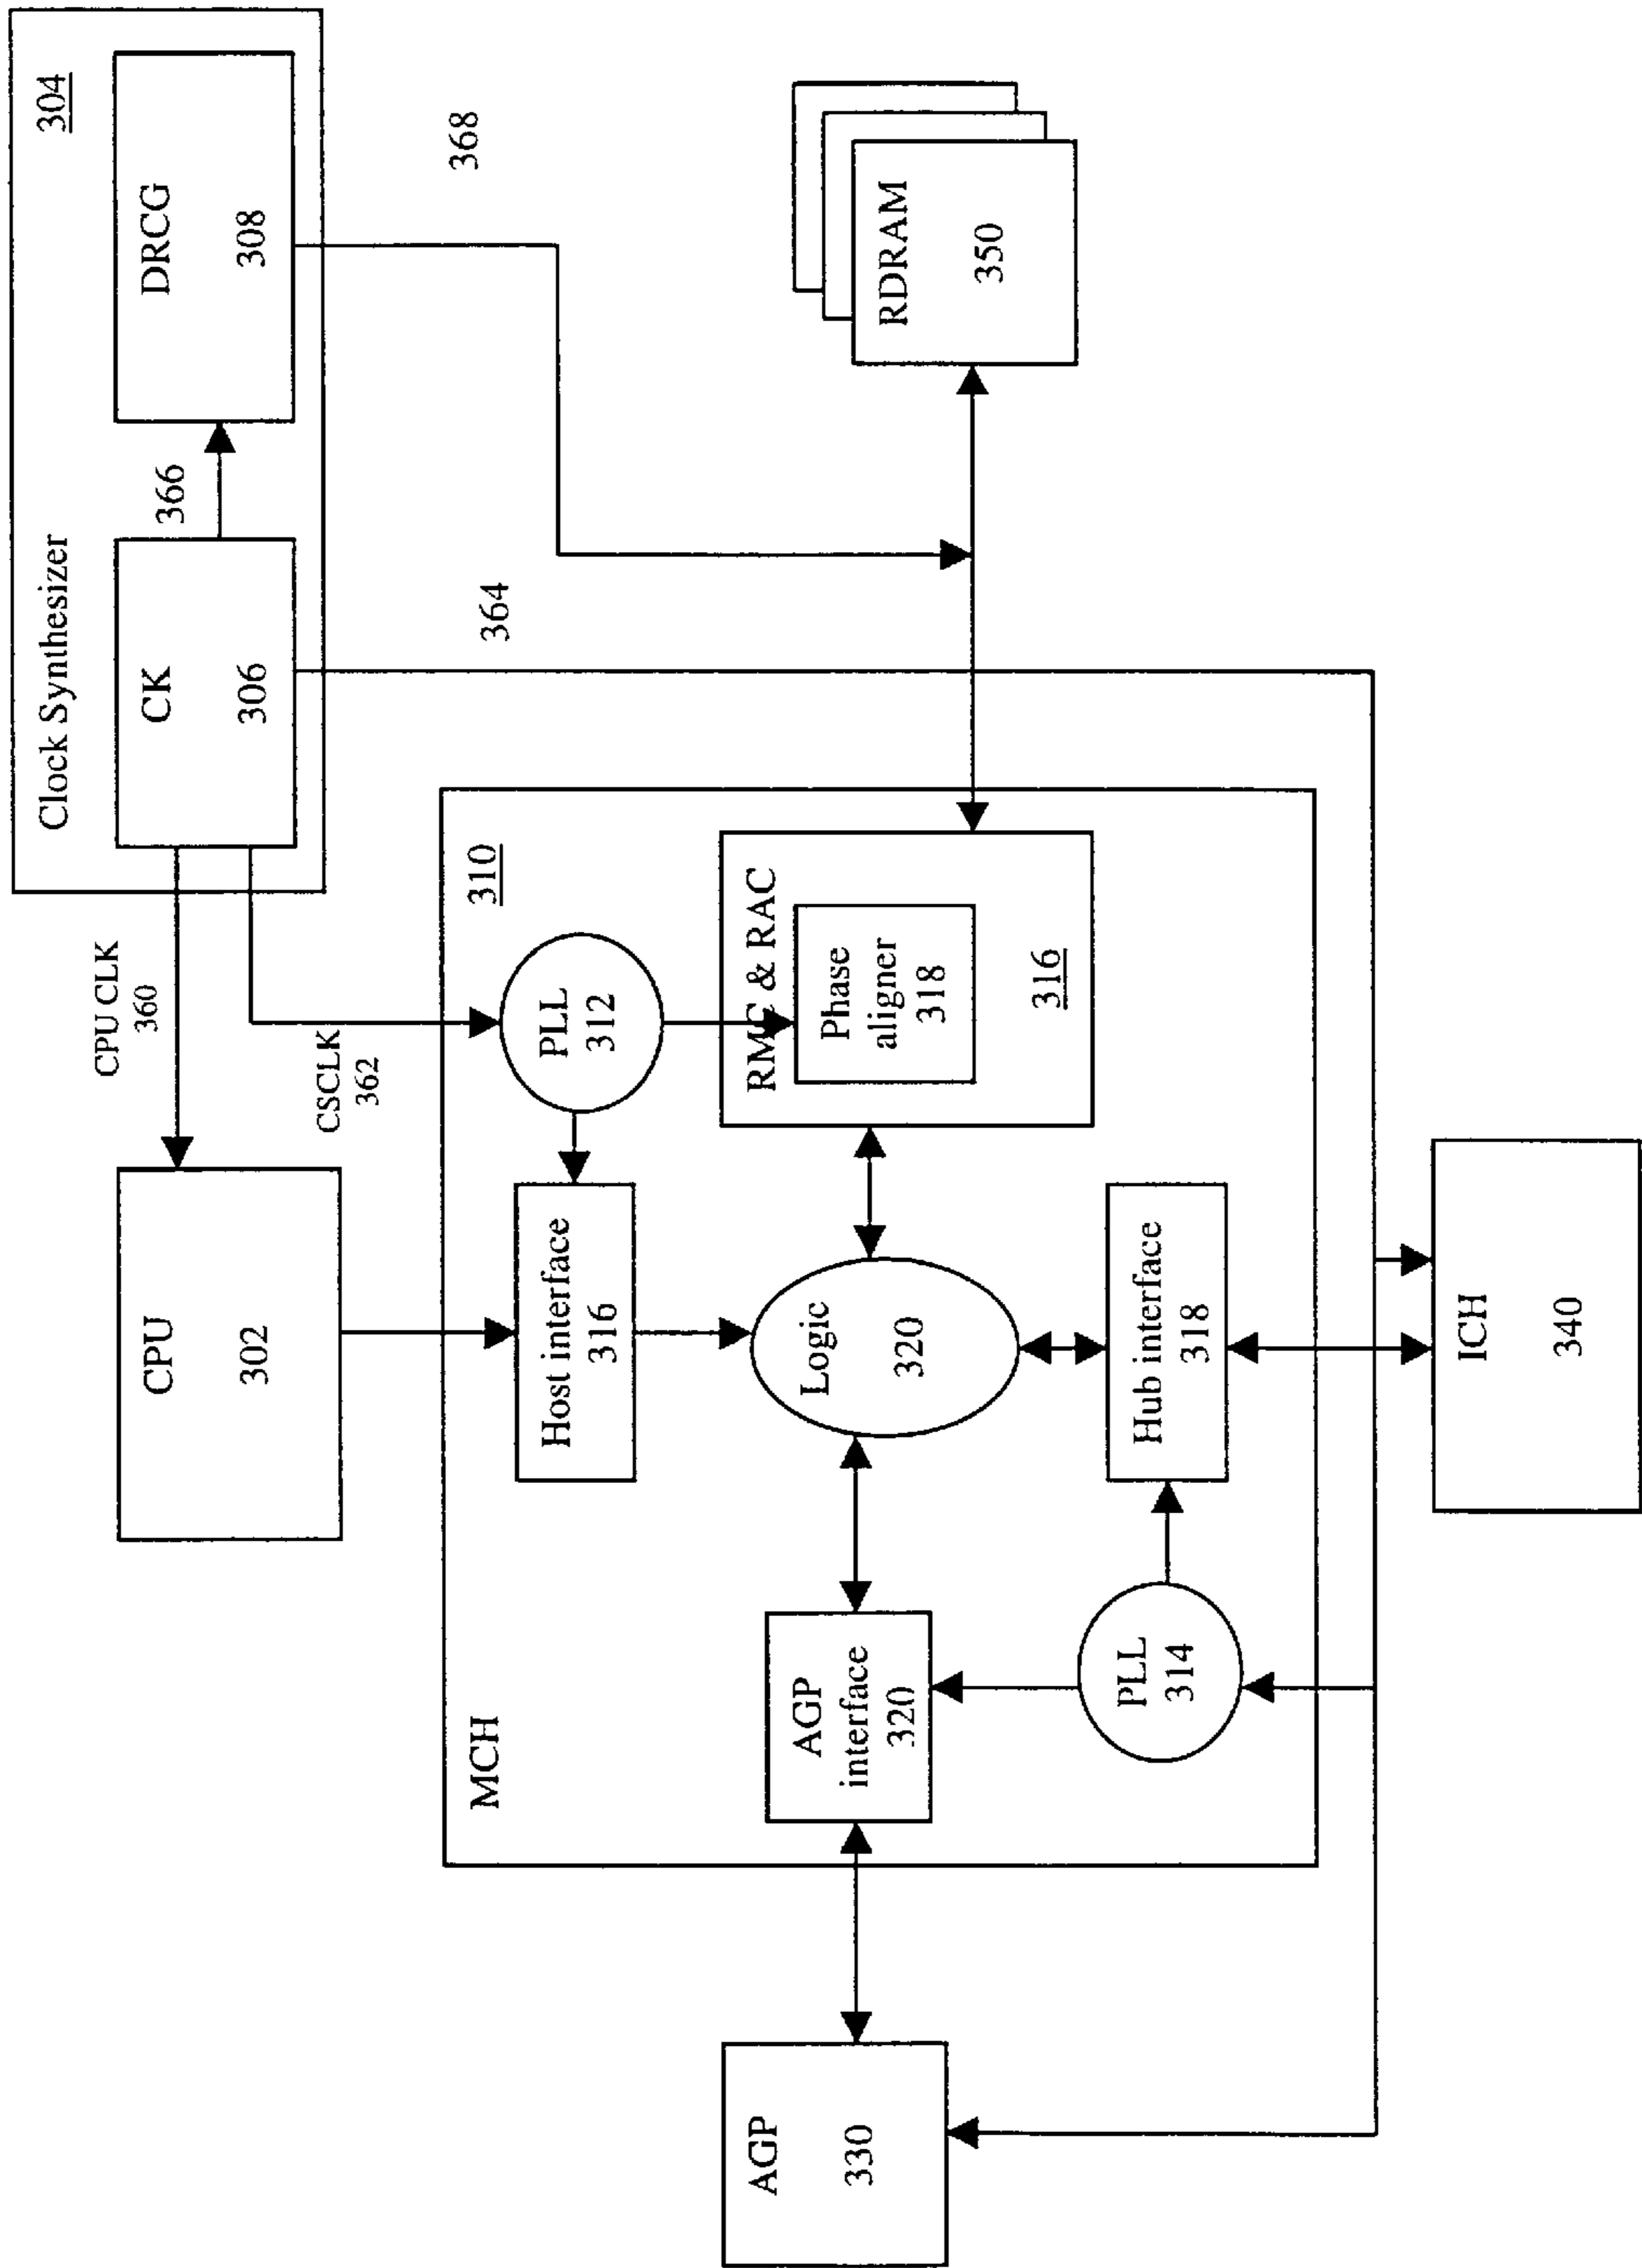 Clock Synthesizer
304
CK
306
366
DRCG
308
CPU CLK
360
CSCLK
362
364
368
CPU
302
MCH
310
PLL
312
Host interface
316
RMC & RAC
Phase
aligner
318
316
RDRAM
350
Logic
320
AGP
interface
320
Hub interface
318
PLL
314
AGP
330
ICH
340